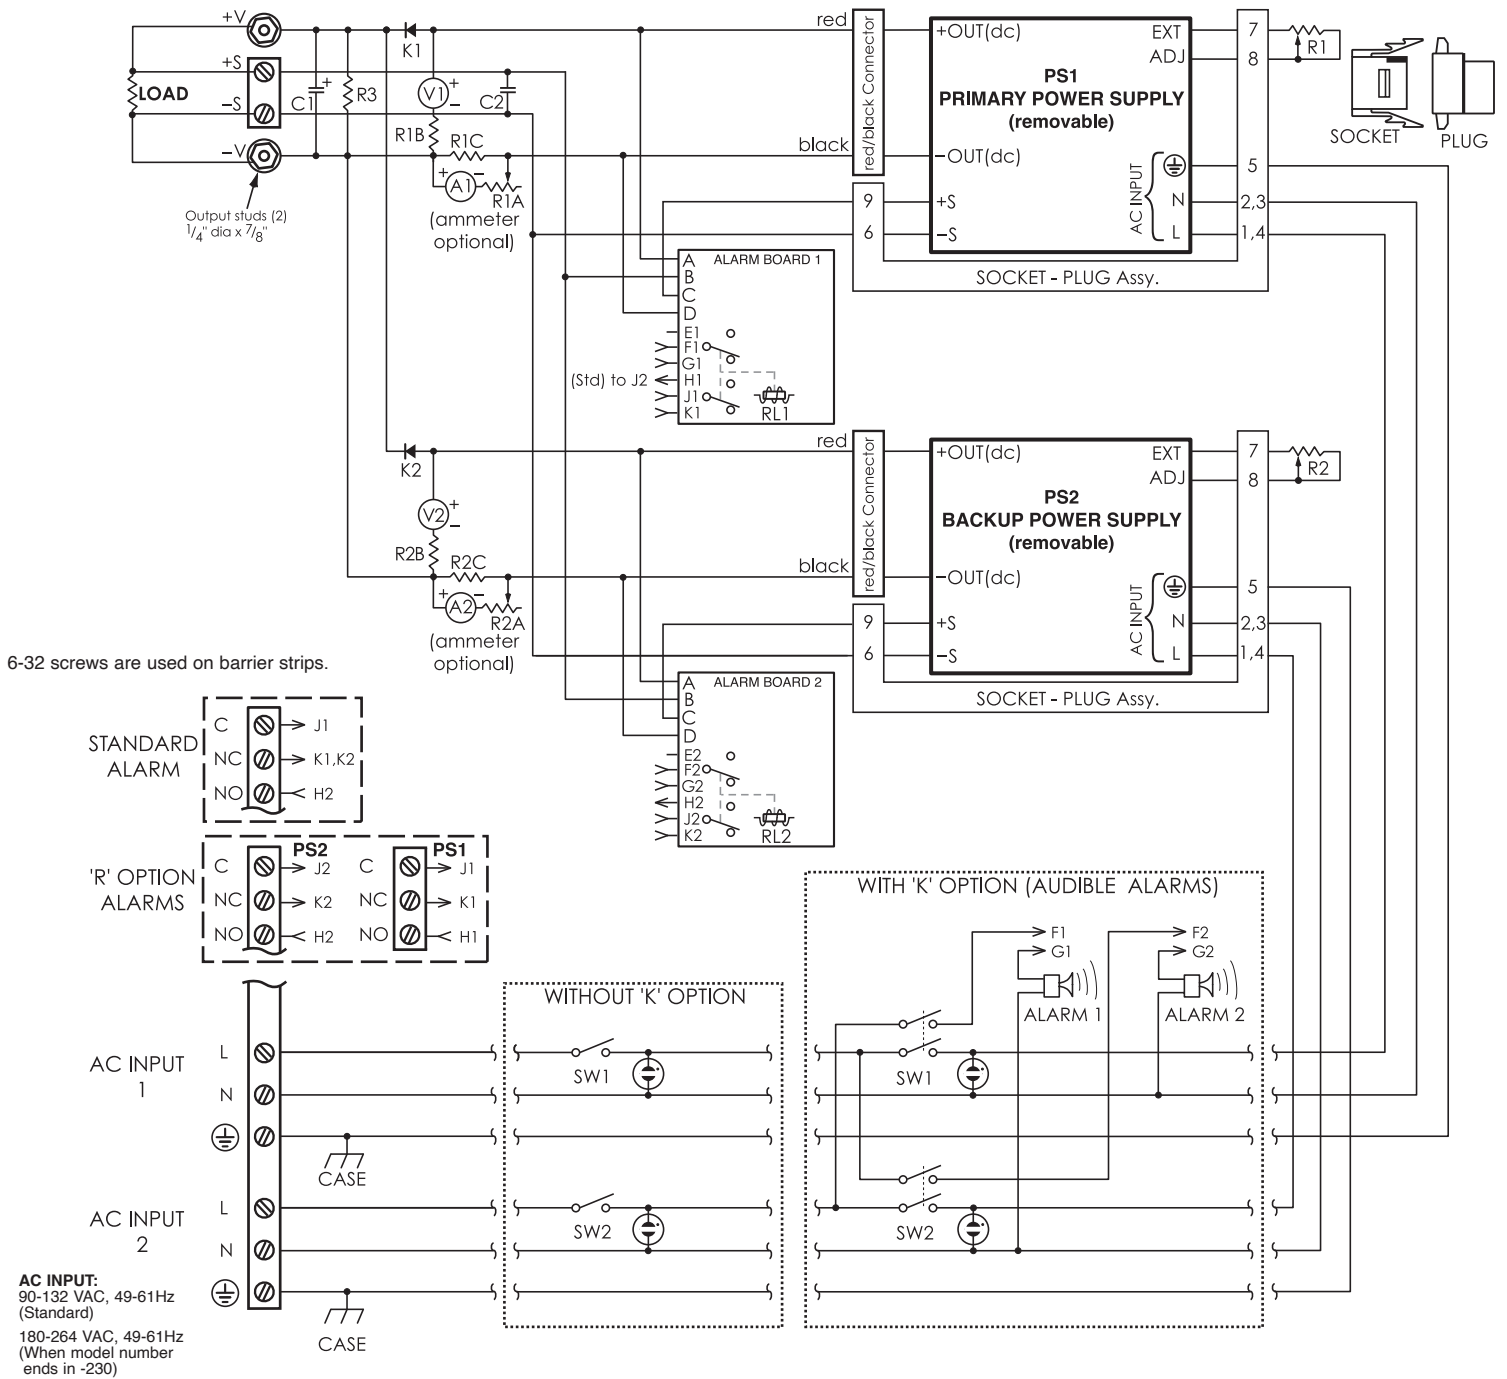 +V
+S
LOAD
−S
−V
Output studs (2)
1/4" dia x 7/8"
C1
+
R3
K1
V1
+
−
R1B
R1C
C2
+
A1
−
R1A
(ammeter
optional)
red
black
red/black Connector
+OUT(dc)
EXT
ADJ
PS1
PRIMARY POWER SUPPLY
(removable)
−OUT(dc)
AC INPUT
+S
N
−S
L
9
6
7
8
5
2,3
1,4
R1
SOCKET
PLUG
SOCKET - PLUG Assy.
ALARM BOARD 1
A
B
C
D
E1
F1
G1
(Std) to J2
H1
J1
K1
RL1
K2
V2
+
−
R2B
R2C
+
A2
−
R2A
(ammeter
optional)
red
black
red/black Connector
+OUT(dc)
EXT
ADJ
PS2
BACKUP POWER SUPPLY
(removable)
−OUT(dc)
AC INPUT
+S
N
−S
L
9
6
7
8
5
2,3
1,4
R2
SOCKET - PLUG Assy.
ALARM BOARD 2
A
B
C
D
E2
F2
G2
H2
J2
K2
RL2
6-32 screws are used on barrier strips.
STANDARD
ALARM
C
J1
NC
K1,K2
NO
H2
'R' OPTION
ALARMS
PS2
C
J2
NC
K2
NO
H2
PS1
C
J1
NC
K1
NO
H1
WITHOUT 'K' OPTION
SW1
SW2
WITH 'K' OPTION (AUDIBLE ALARMS)
F1
G1
ALARM 1
F2
G2
ALARM 2
SW1
SW2
AC INPUT
1
L
N
CASE
AC INPUT
2
L
N
CASE
AC INPUT:
90-132 VAC, 49-61Hz
(Standard)
180-264 VAC, 49-61Hz
(When model number
ends in -230)